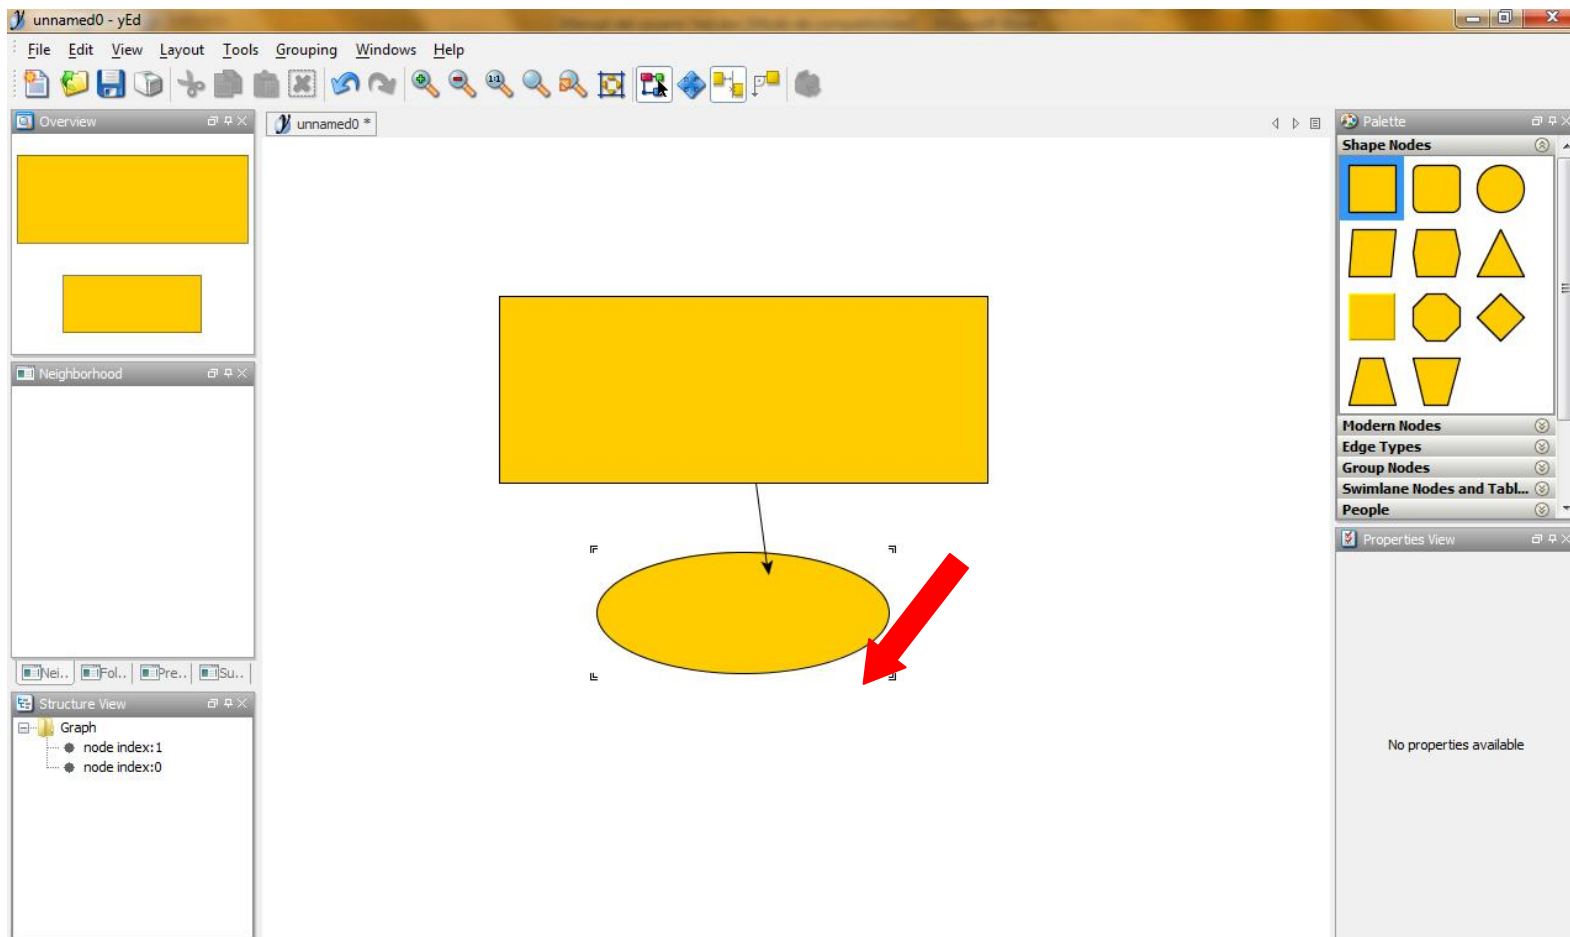 unnamed0 - yEd
File Edit View Layout Tools Grouping Windows Help
1:1
Overview
unnamed0 *
Palette
Shape Nodes
Neighborhood
Modern Nodes
Edge Types
Group Nodes
Swimlane Nodes and Tabl...
People
Properties View
Nei.. Fol.. Pre.. Su..
Structure View
Graph
node index:1
node index:0
No properties available